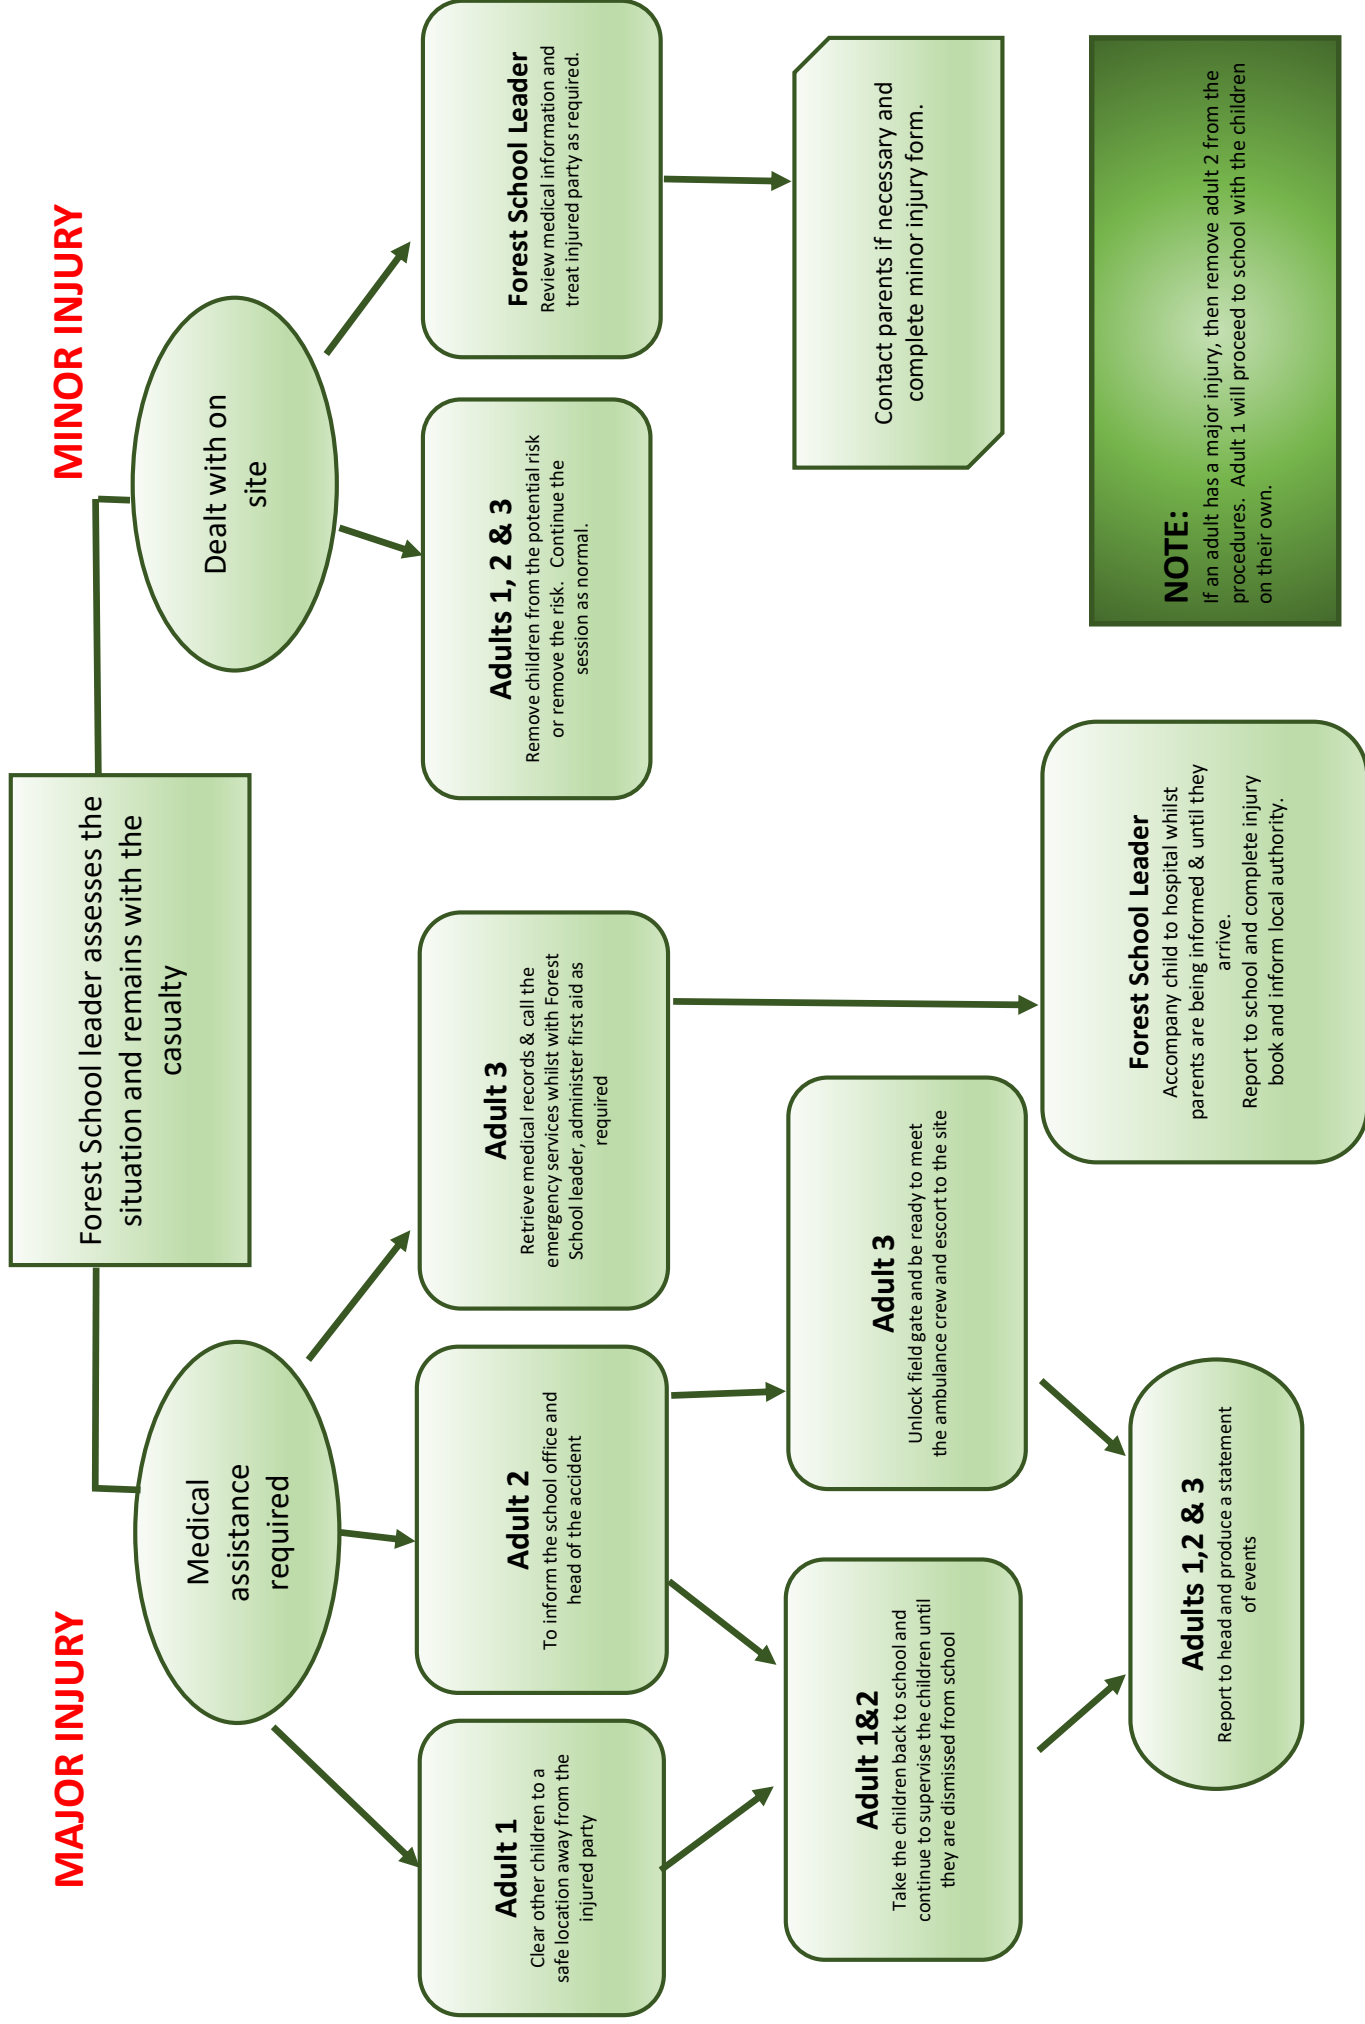 MAJOR INJURY
MINOR INJURY
Forest School leader assesses the
situation and remains with the
casualty
Medical
assistance
required
Dealt with on
site
Adult 1
Clear other children to a
safe location away from the
injured party
Adult 2
To inform the school office and
head of the accident
Adult 3
Retrieve medical records & call the
emergency services whilst with Forest
School leader, administer first aid as
required
Adults 1, 2 & 3
Remove children from the potential risk
or remove the risk. Continue the
session as normal.
Forest School Leader
Review medical information and
treat injured party as required.
Adult 1&2
Take the children back to school and
continue to supervise the children until
they are dismissed from school
Adult 3
Unlock field gate and be ready to meet
the ambulance crew and escort to the site
Contact parents if necessary and
complete minor injury form.
Adults 1,2 & 3
Report to head and produce a statement
of events
Forest School Leader
Accompany child to hospital whilst
parents are being informed & until they
arrive.
Report to school and complete injury
book and inform local authority.
NOTE:
If an adult has a major injury, then remove adult 2 from the
procedures. Adult 1 will proceed to school with the children
on their own.